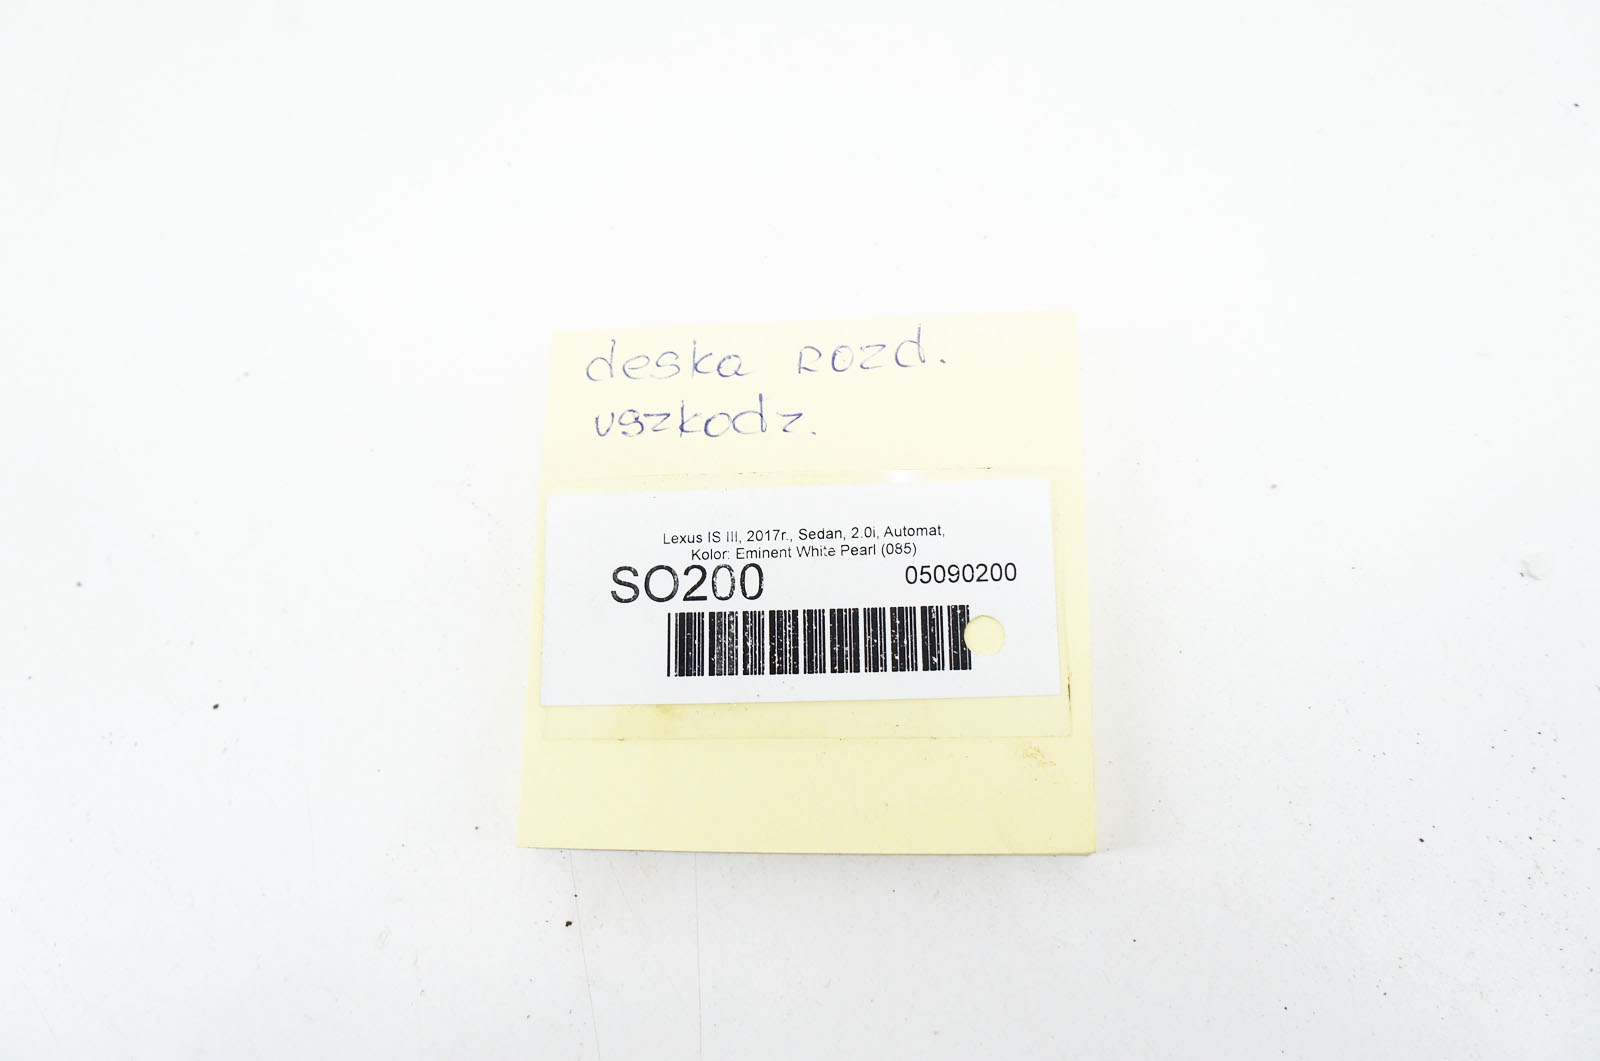 deska rozd.
uszkodz.
Lexus IS III, 2017r., Sedan, 2.0i, Automat,
Kolor: Eminent White Pearl (085)
SO200 05090200